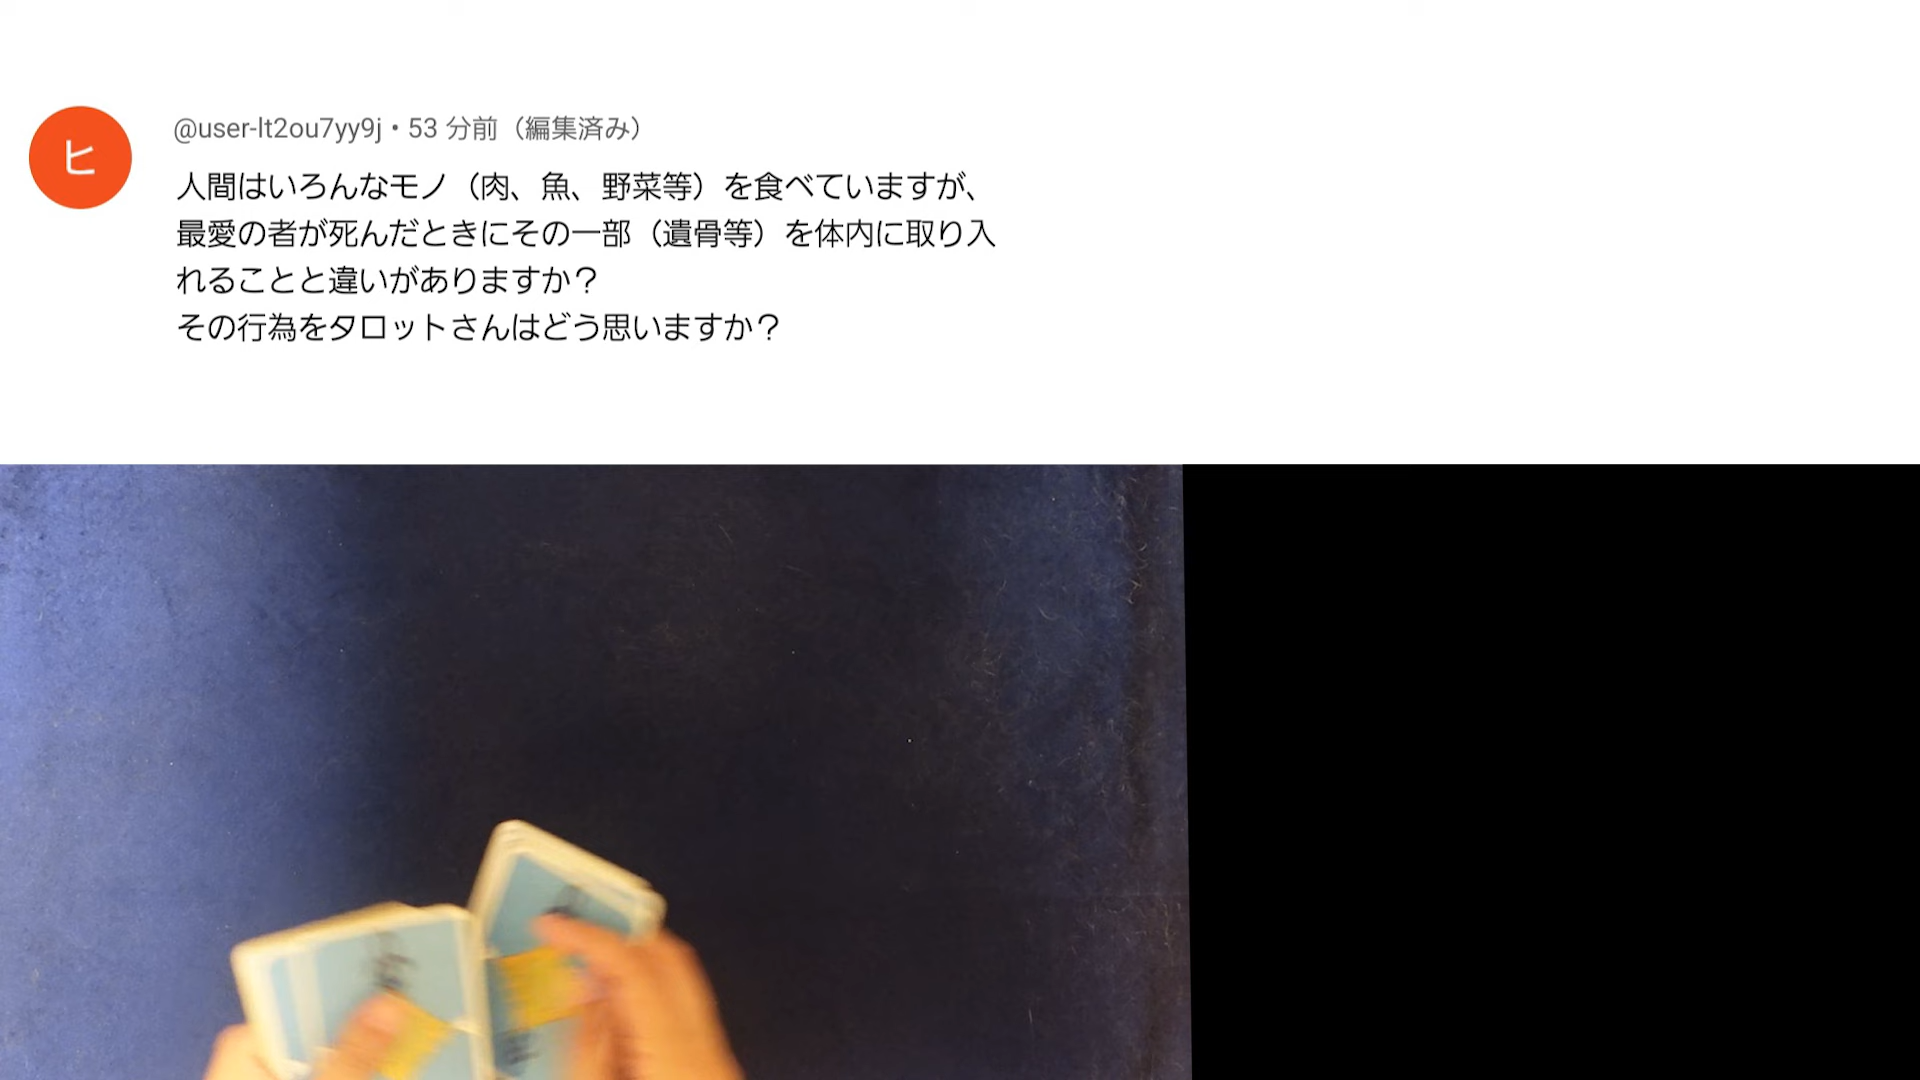 ヒ
@user-lt2ou7yy9j • 53 分前（編集済み）
人間はいろんなモノ（肉、魚、野菜等）を食べていますが、
最愛の者が死んだときにその一部（遺骨等）を体内に取り入
れることと違いがありますか？
その行為をタロットさんはどう思いますか？